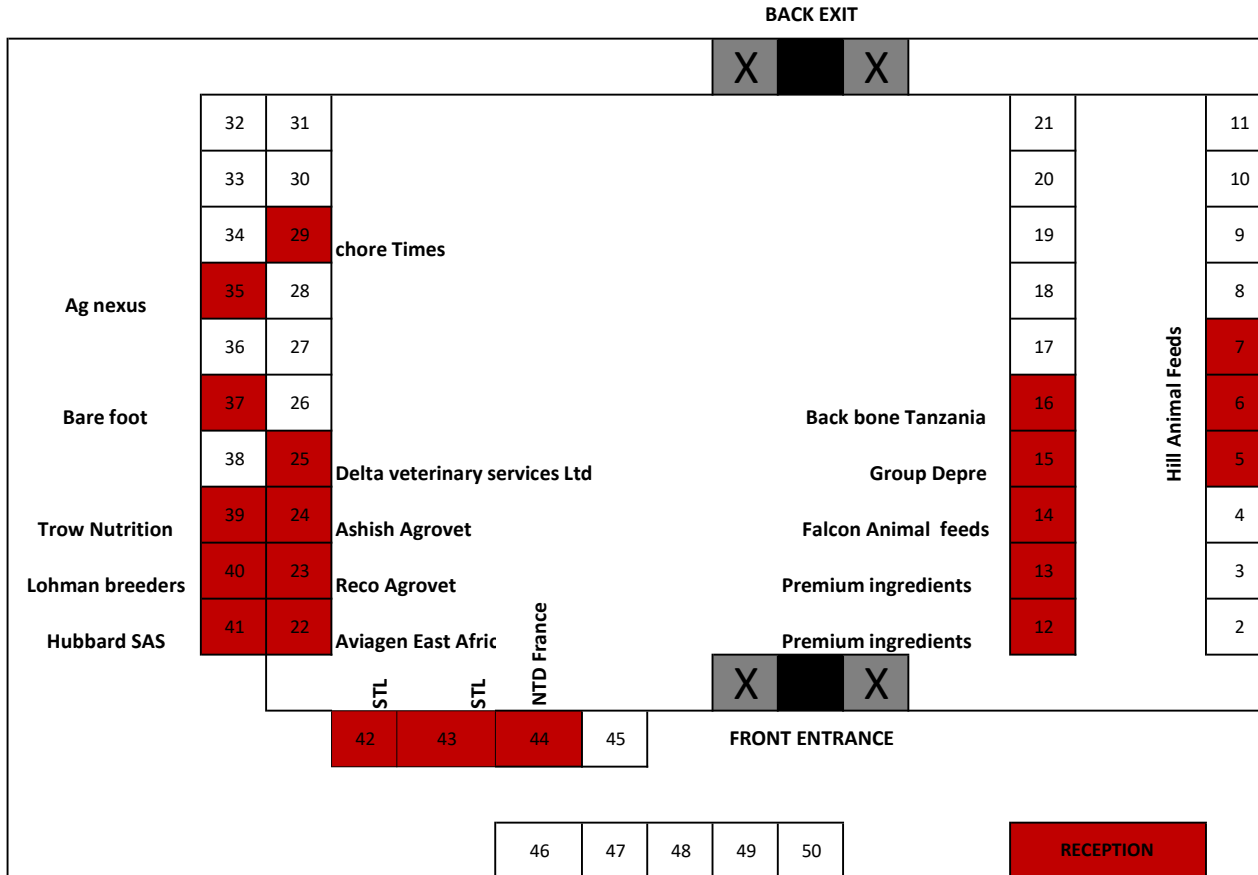 BACK EXIT
X X
32 31 21 11
33 30 20 10
34 29 chore Times 19 9
Ag nexus 35 28 18 8
36 27 17 7
Bare foot 37 26 Back bone Tanzania 16 6
Hill Animal Feeds
38 25 Delta veterinary services Ltd Group Depre 15 5
Trow Nutrition 39 24 Ashish Agrovet Falcon Animal feeds 14 4
Lohman breeders 40 23 Reco Agrovet Premium ingredients 13 3
Hubbard SAS 41 22 Aviagen East Afric Premium ingredients 12 2
STL STL NTD France X X
42 43 44 45 FRONT ENTRANCE
46 47 48 49 50 RECEPTION